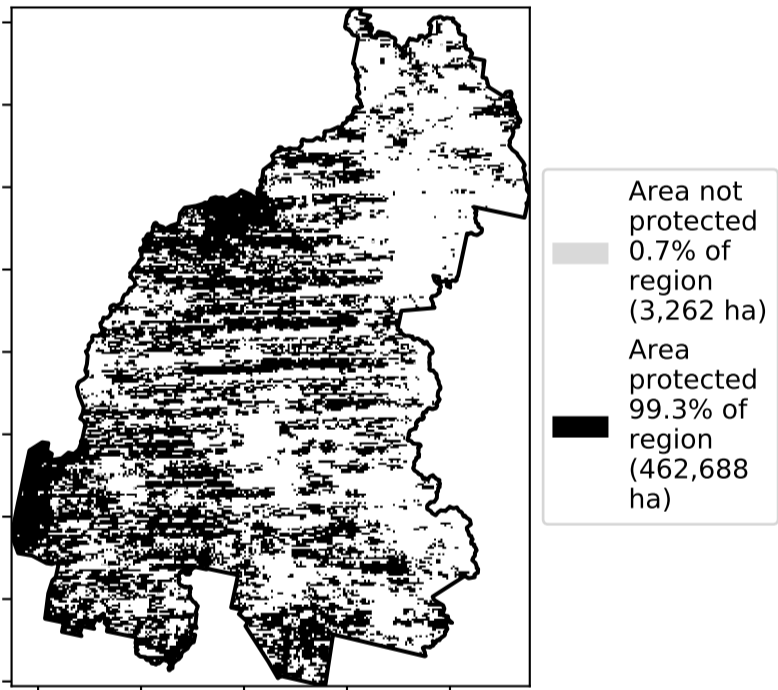 Area not
protected
0.7% of
region
(3,262 ha)
Area
protected
99.3% of
region
(462,688
ha)